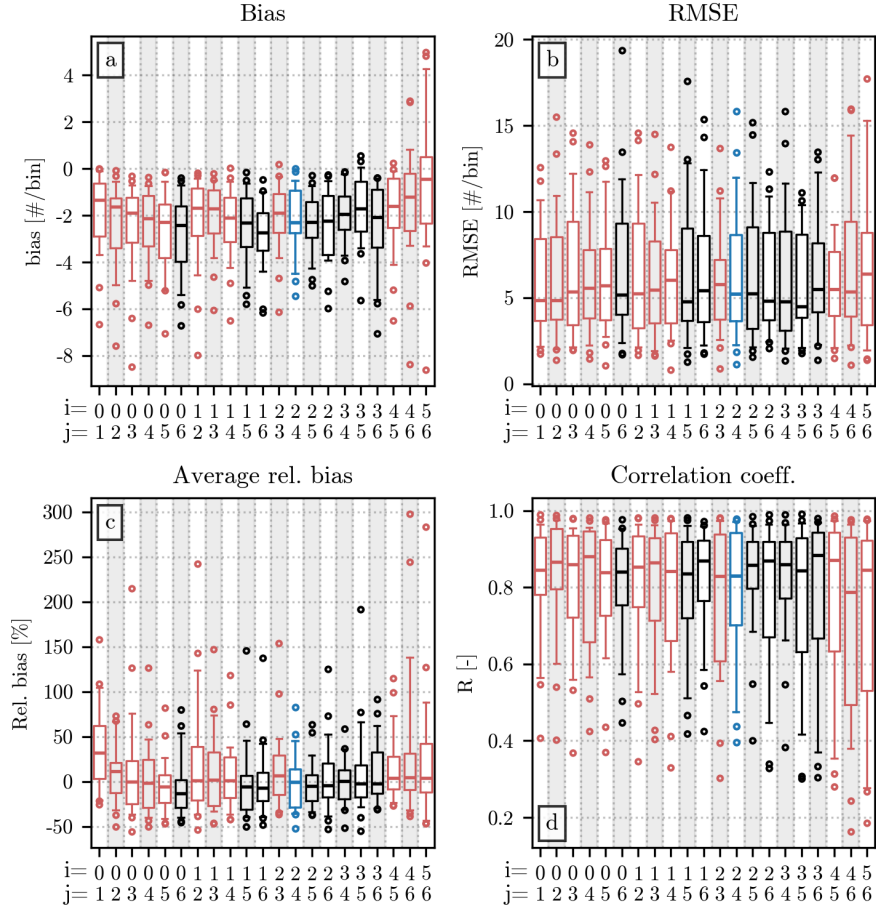 Bias
a
4
2
0
-2
-4
-6
-8
bias [#/bin]
i= 0 0 0 0 0 0 1 1 1 1 1 2 2 2 2 3 3 3 4 4 5
j= 1 2 3 4 5 6 2 3 4 5 6 3 4 5 6 4 5 6 5 6 6
RMSE
b
20
15
10
5
0
RMSE [#/bin]
i= 0 0 0 0 0 0 1 1 1 1 1 2 2 2 2 3 3 3 4 4 5
j= 1 2 3 4 5 6 2 3 4 5 6 3 4 5 6 4 5 6 5 6 6
Average rel. bias
c
300
250
200
150
100
50
0
-50
Rel. bias [%]
i= 0 0 0 0 0 0 1 1 1 1 1 2 2 2 2 3 3 3 4 4 5
j= 1 2 3 4 5 6 2 3 4 5 6 3 4 5 6 4 5 6 5 6 6
Correlation coeff.
1.0
0.8
0.6
0.4
0.2
R [-]
d
i= 0 0 0 0 0 0 1 1 1 1 1 2 2 2 2 3 3 3 4 4 5
j= 1 2 3 4 5 6 2 3 4 5 6 3 4 5 6 4 5 6 5 6 6